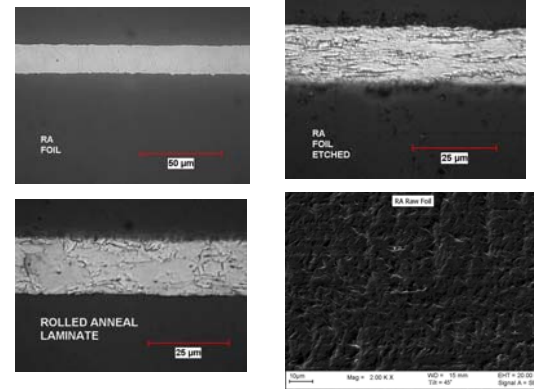 RA
FOIL
50 µm
RA
FOIL
ETCHED
25 µm
ROLLED ANNEAL
LAMINATE
25 µm
RA Raw Foil
10µm
Mag = 2.00 K X
WD = 15 mm
EHT = 20.00
Tilt = 45°
Signal A =